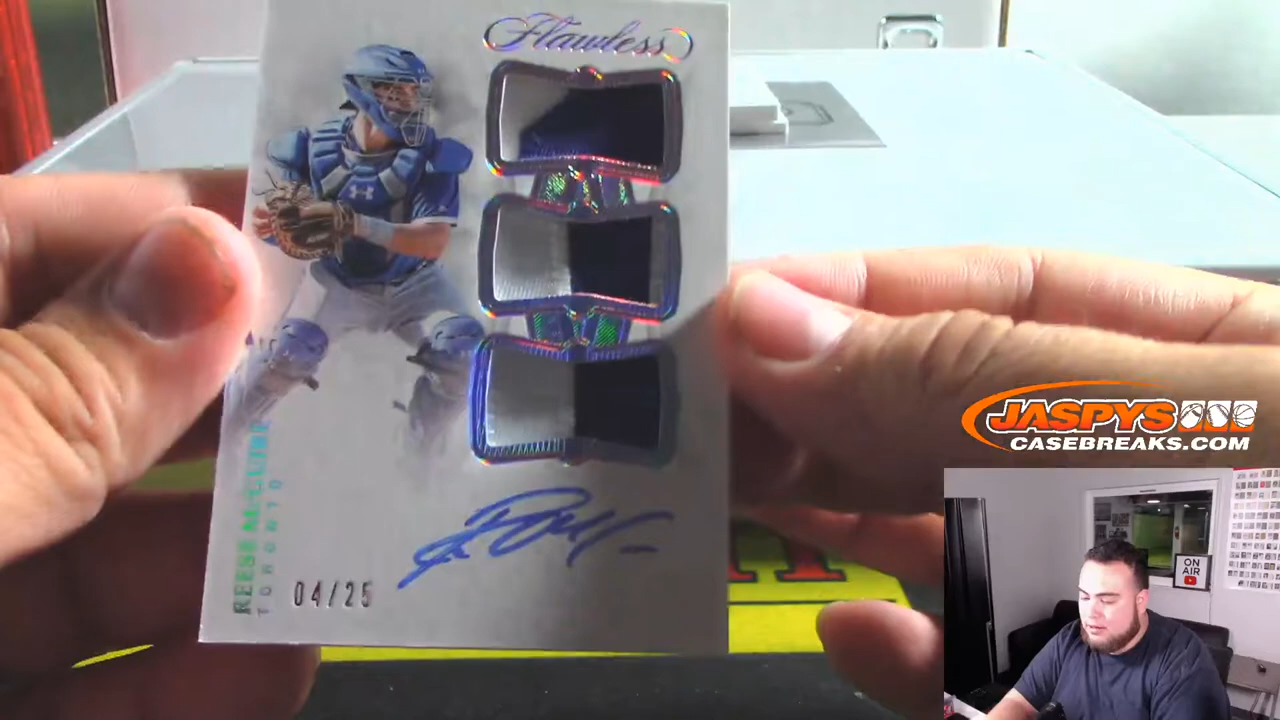 Flawless
REESE McGUIRE
TORONTO
04/25
JASPYS
CASEBREAKS.COM
ON
AIR